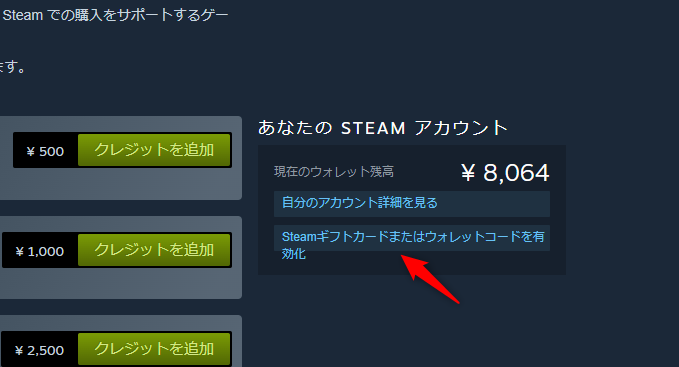 Steam での購入をサポートするゲー
ます。
¥ 500 クレジットを追加
¥ 1,000 クレジットを追加
¥ 2,500 クレジットを追加
あなたの STEAM アカウント
現在のウォレット残高 ¥ 8,064
自分のアカウント詳細を見る
Steamギフトカードまたはウォレットコードを有
効化